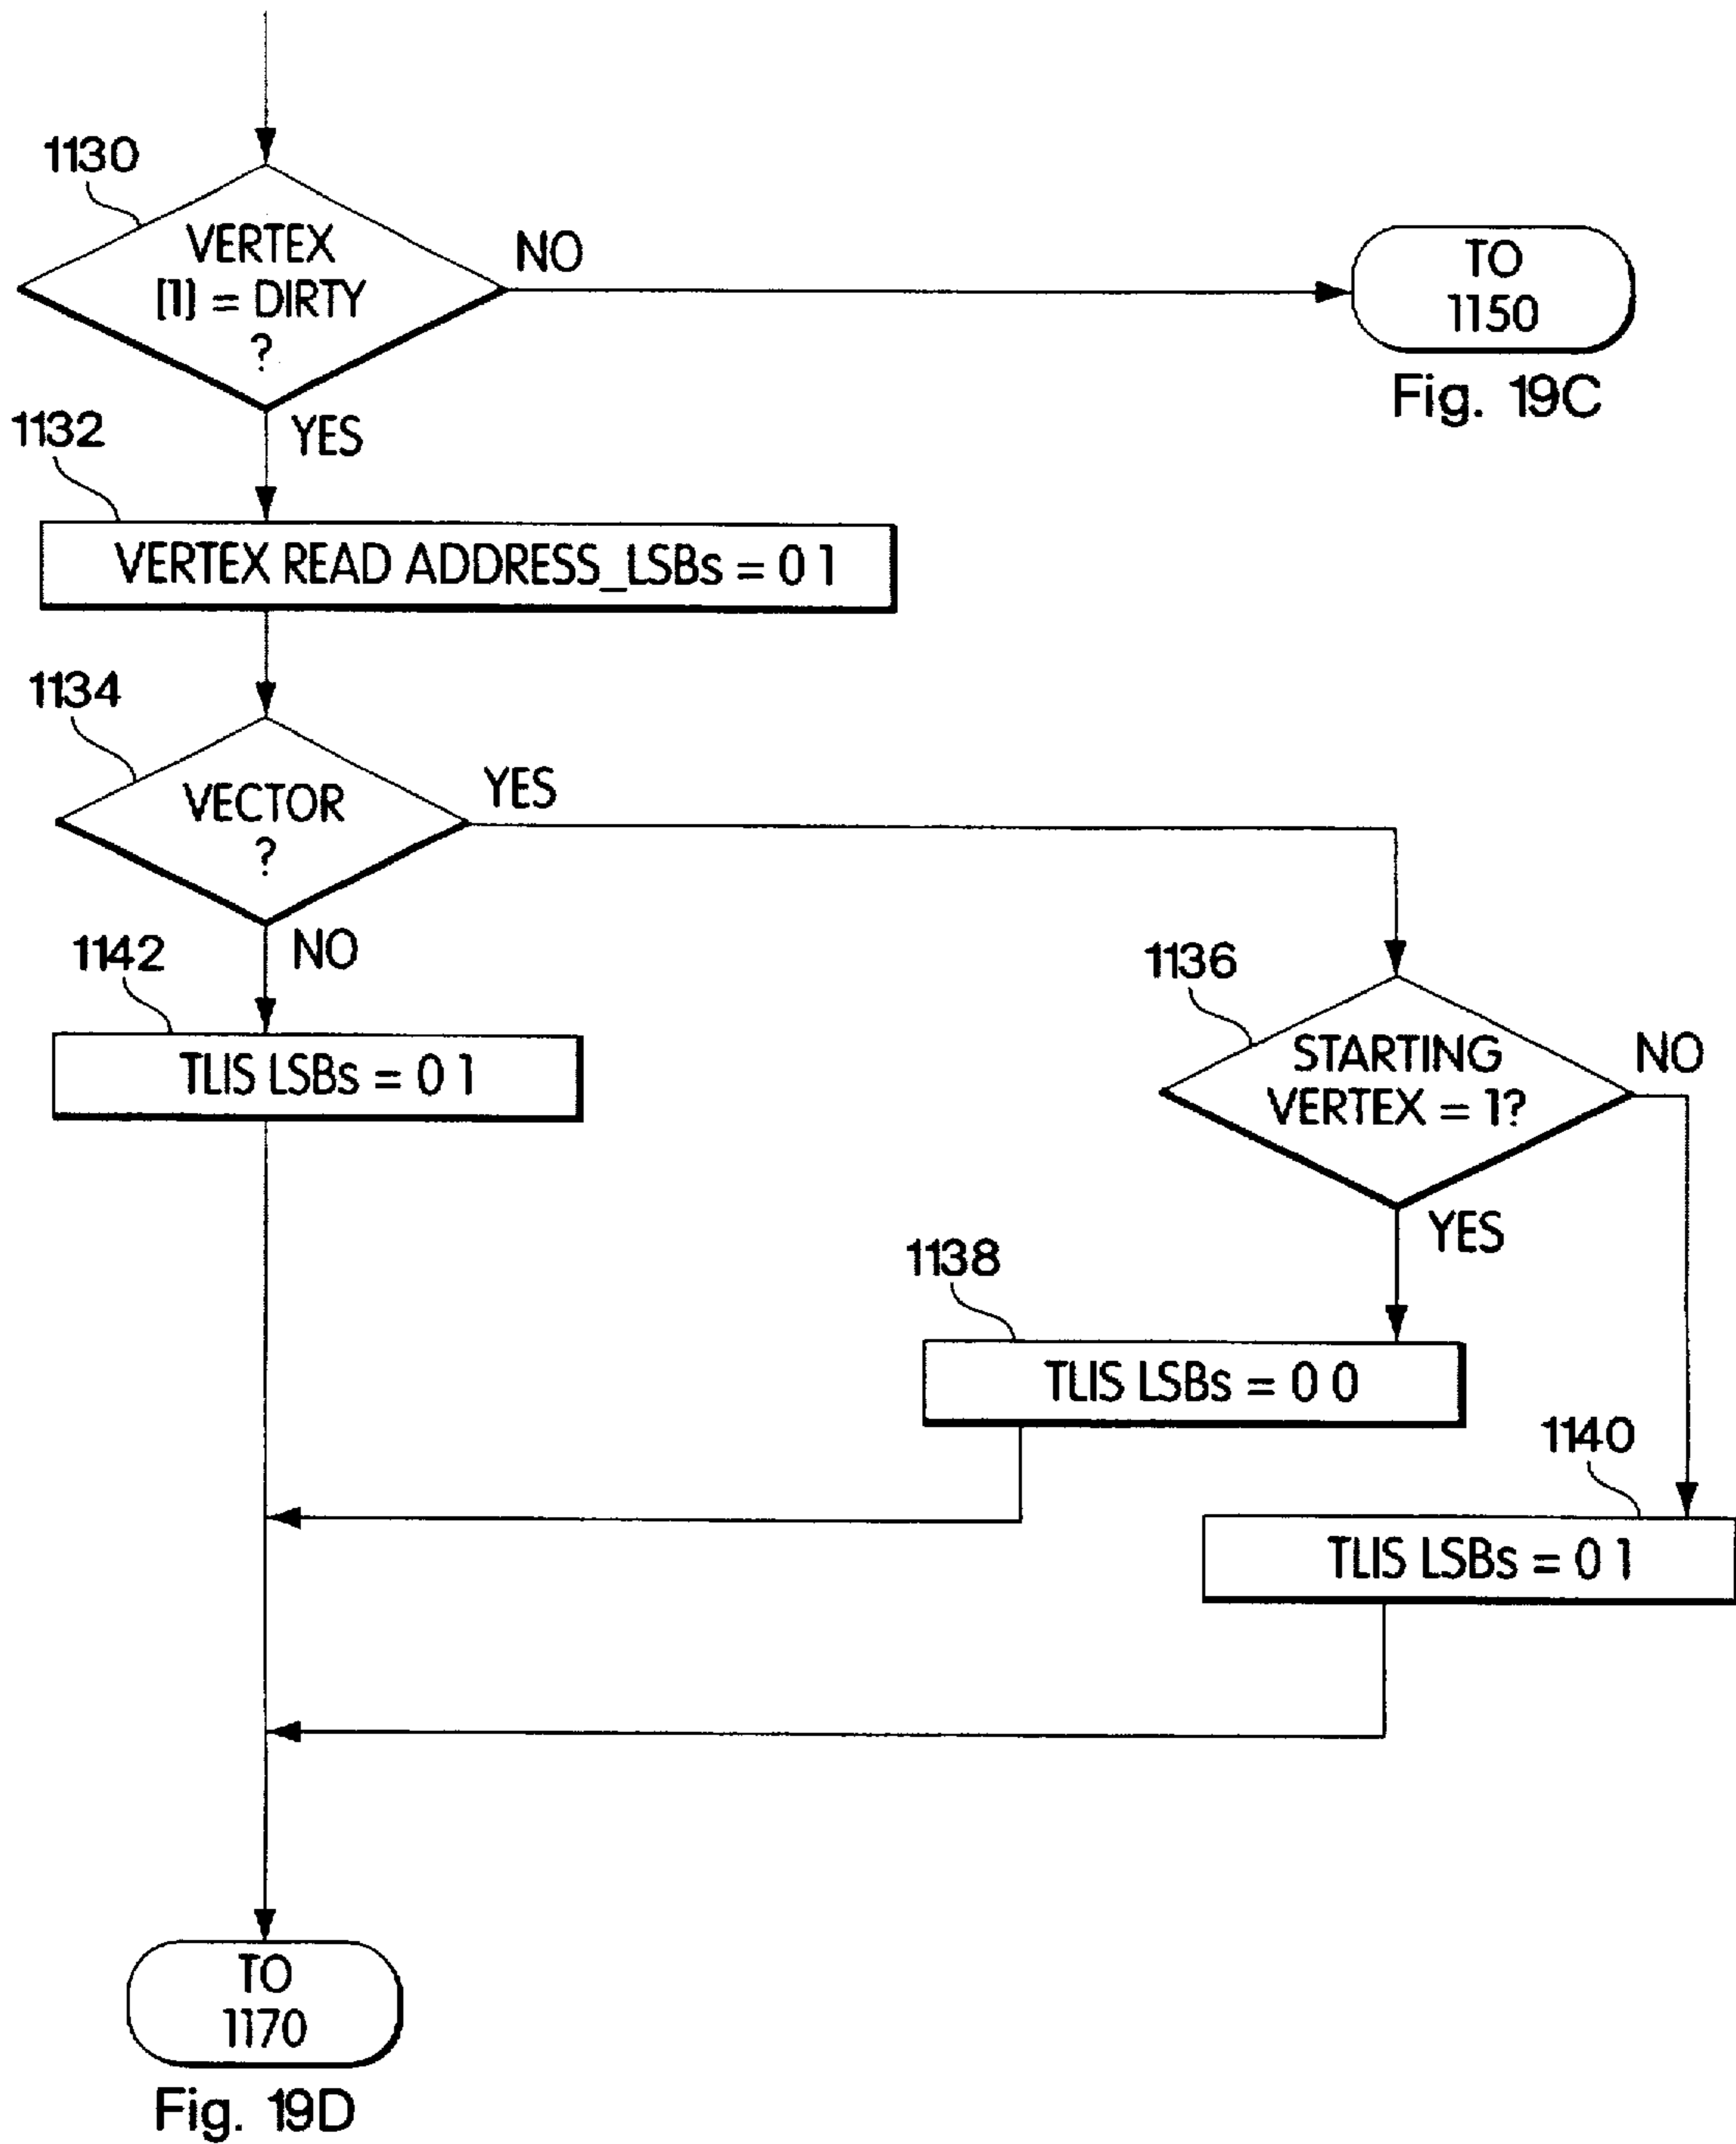 1130
VERTEX
[1] = DIRTY
?
NO
TO
1150
Fig. 19C
YES
1132
VERTEX READ ADDRESS_LSBs = 0 1
1134
VECTOR
?
YES
NO
1142
TLIS LSBs = 0 1
1136
STARTING
VERTEX = 1?
NO
YES
1138
TLIS LSBs = 0 0
1140
TLIS LSBs = 0 1
TO
1170
Fig. 19D